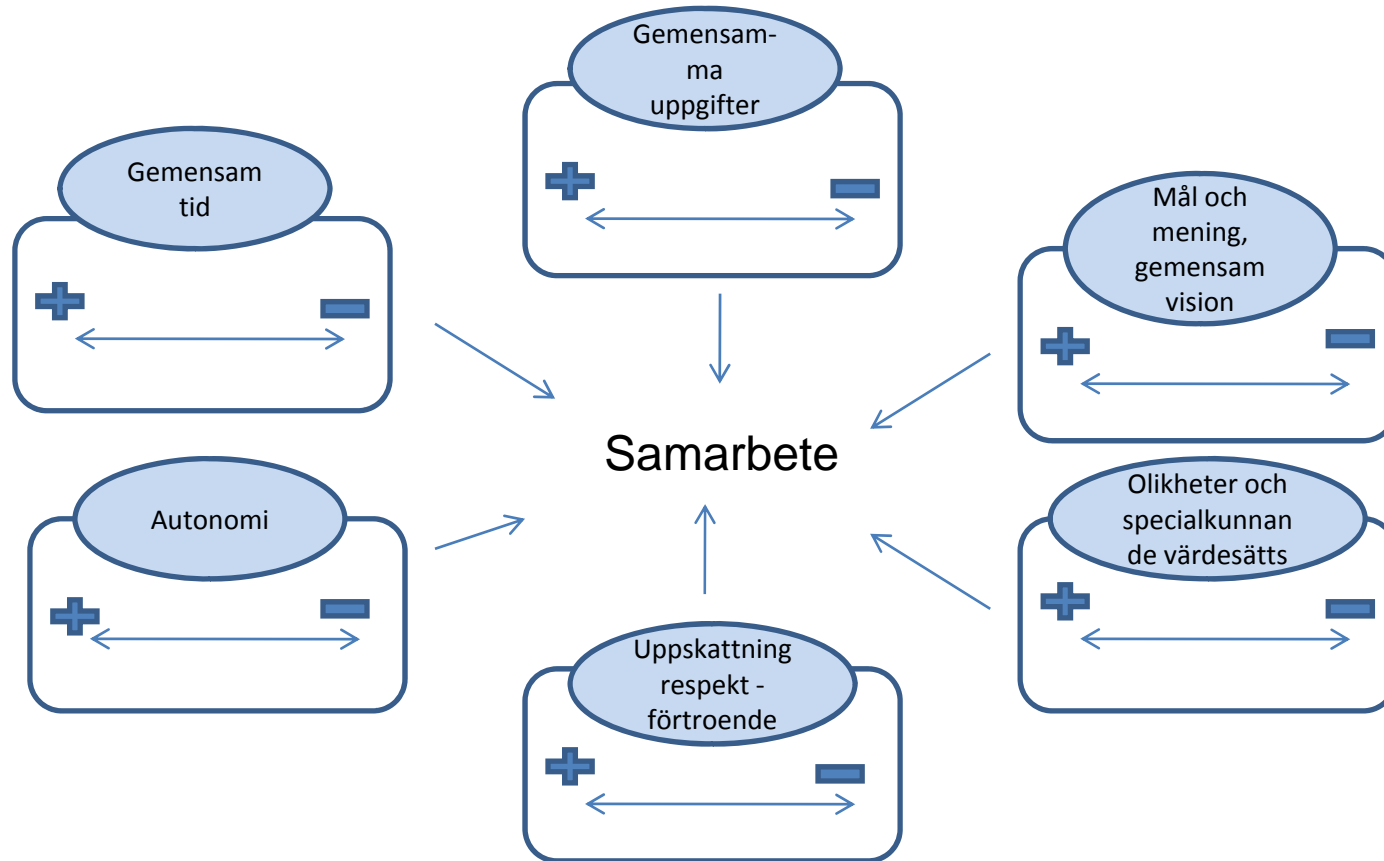 Gemensam-
ma
uppgifter
Gemensam
tid
Mål och
mening,
gemensam
vision
Samarbete
Autonomi
Olikheter och
specialkunnan
de värdesätts
Uppskattning
respekt -
förtroende